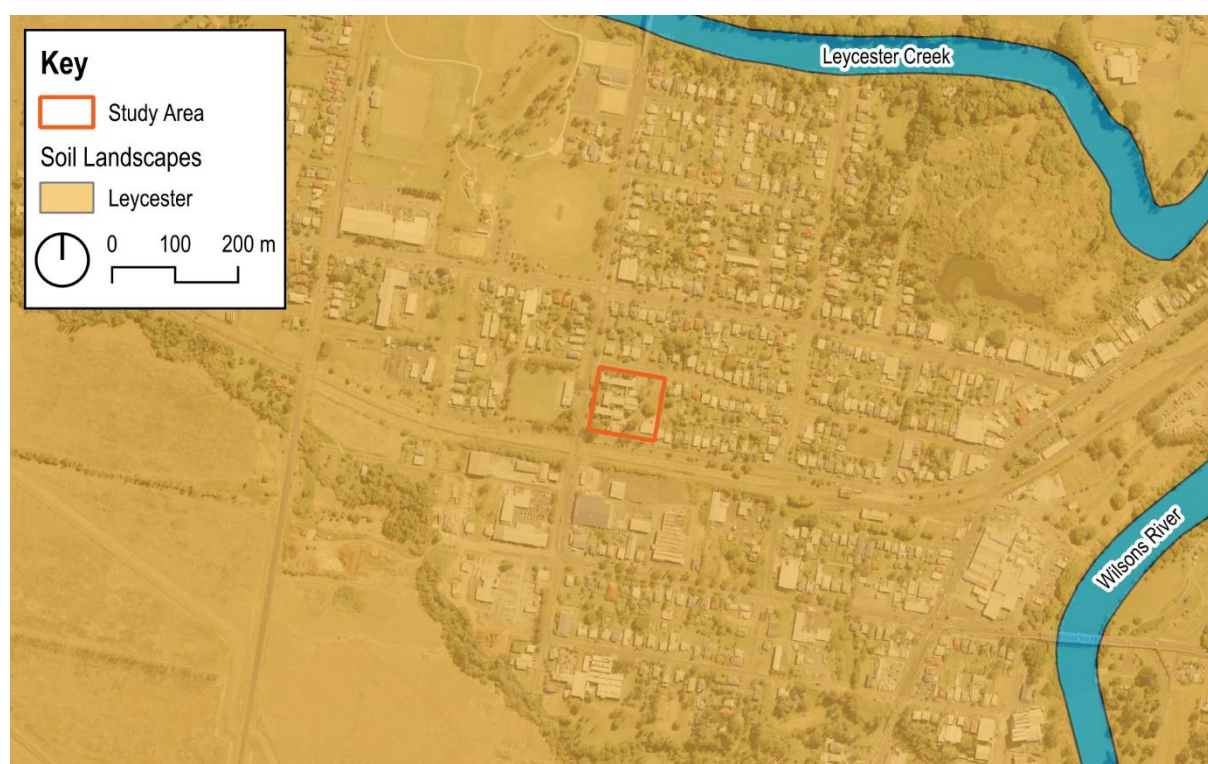 Key
Study Area
Soil Landscapes
Leycester
0 100 200 m
Leycester Creek
Wilsons River